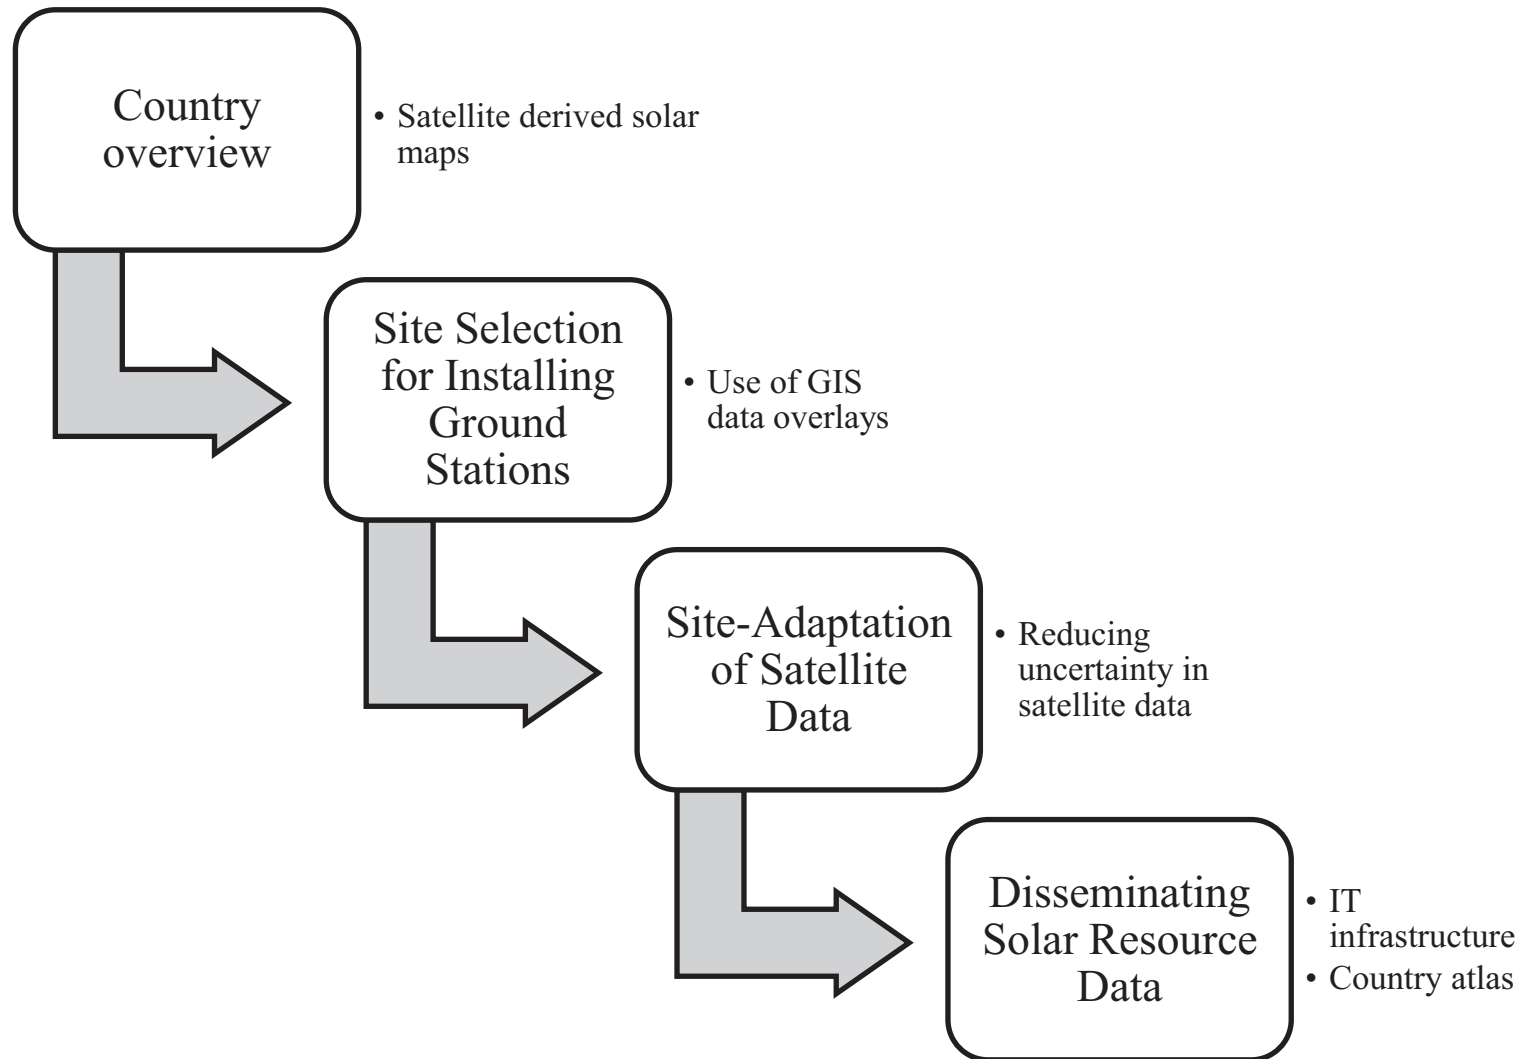 Country
overview
• Satellite derived solar
maps
Site Selection
for Installing
Ground
Stations
• Use of GIS
data overlays
Site-Adaptation
of Satellite
Data
• Reducing
uncertainty in
satellite data
Disseminating
Solar Resource
Data
• IT
infrastructure
• Country atlas